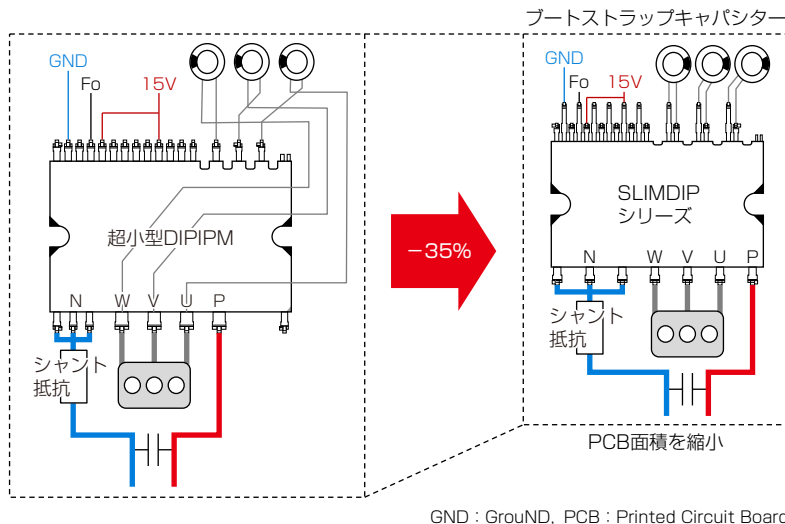 ブートストラップキャパシター
GND
Fo
15V
超小型DIPIPM
N W V U P
シャント
抵抗
−35%
GND
Fo
15V
SLIMDIP
シリーズ
N W V U P
シャント
抵抗
PCB面積を縮小
GND : GrouND, PCB : Printed Circuit Board